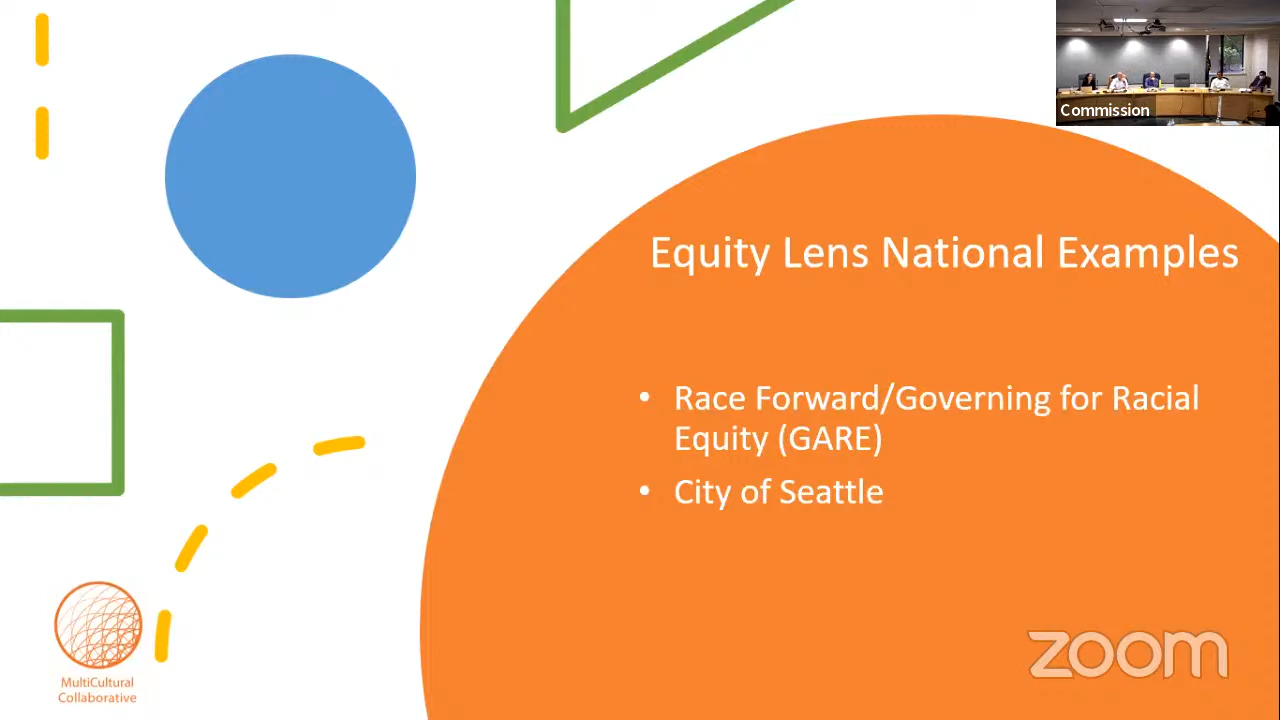 Commission
Equity Lens National Examples
• Race Forward/Governing for Racial
Equity (GARE)
• City of Seattle
MultiCultural
Collaborative
zoom